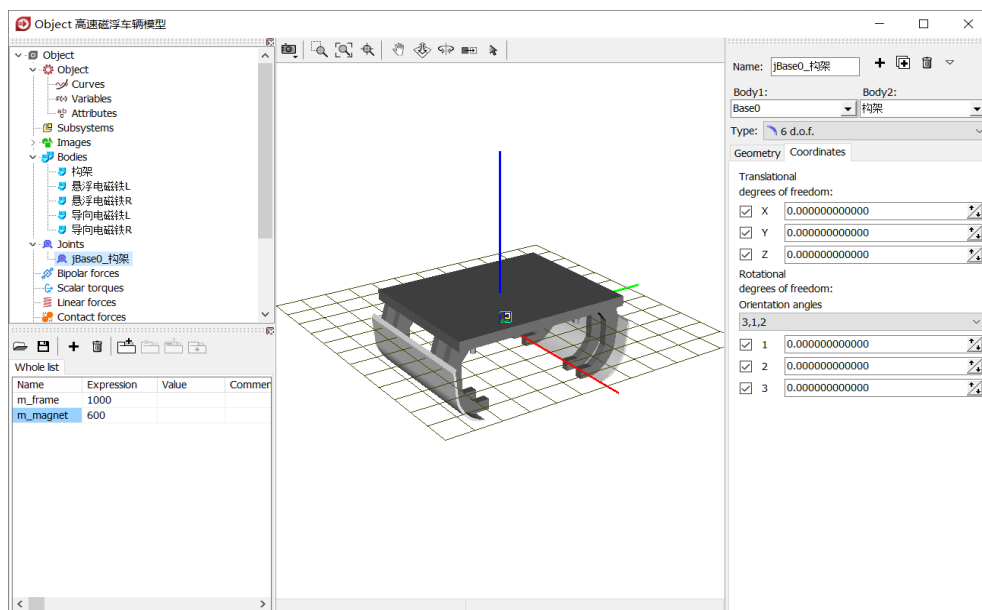 Object 高速磁浮车辆模型
Object
Object
Curves
F(x) Variables
Attributes
Subsystems
Images
Bodies
构架
悬浮电磁铁L
悬浮电磁铁R
导向电磁铁L
导向电磁铁R
Joints
jBase0_构架
Bipolar forces
Scalar torques
Linear forces
Contact forces
Whole list
Name Expression Value Commer
m_frame 1000
m_magnet 600
Name: jBase0_构架
Body1: Body2:
Base0 构架
Type: 6 d.o.f.
Geometry Coordinates
Translational
degrees of freedom:
X 0.000000000000
Y 0.000000000000
Z 0.000000000000
Rotational
degrees of freedom:
Orientation angles
3,1,2
1 0.000000000000
2 0.000000000000
3 0.000000000000